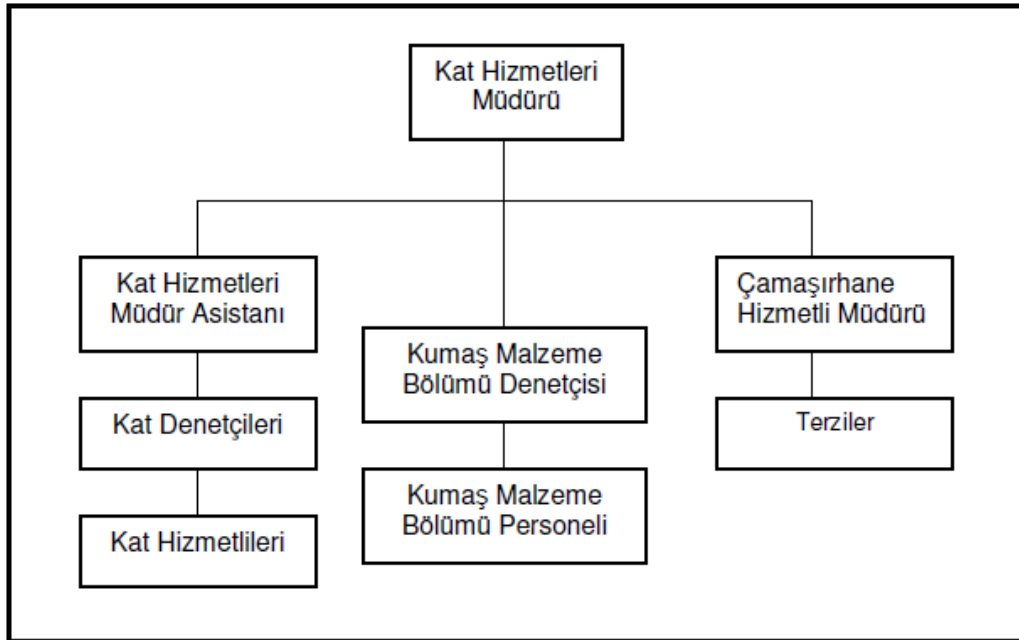 Kat Hizmetleri
Müdürü
Kat Hizmetleri
Müdür Asistanı
Kat Denetçileri
Kat Hizmetlileri
Kumaş Malzeme
Bölümü Denetçisi
Kumaş Malzeme
Bölümü Personeli
Çamaşırhane
Hizmetli Müdürü
Terziler